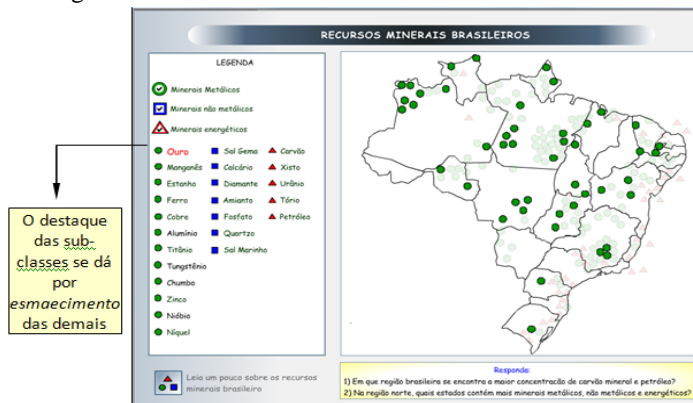 RECURSOS MINERAIS BRASILEIROS
LEGENDA
Minerais Metálicos
Minerais não metálicos
Minerais energéticos
Ouro Sal Gema Carvão
Manganês Calcário Xisto
Estanho Diamante Urânio
Ferro Amianto Tório
Cobre Fosfato Petróleo
Alumínio Quartzo
Titânio Sal Marinho
Tungstênio
Chumbo
Zinco
Nióbio
Níquel
O destaque
das sub-
classes se dá
por
esmaecimento
das demais
Leia um pouco sobre os recursos
minerais brasileiro
Responda:
1) Em que região brasileira se encontra a maior concentração de carvão mineral e petróleo?
2) Na região norte, quais estados contém mais minerais metálicos, não metálicos e energéticos?